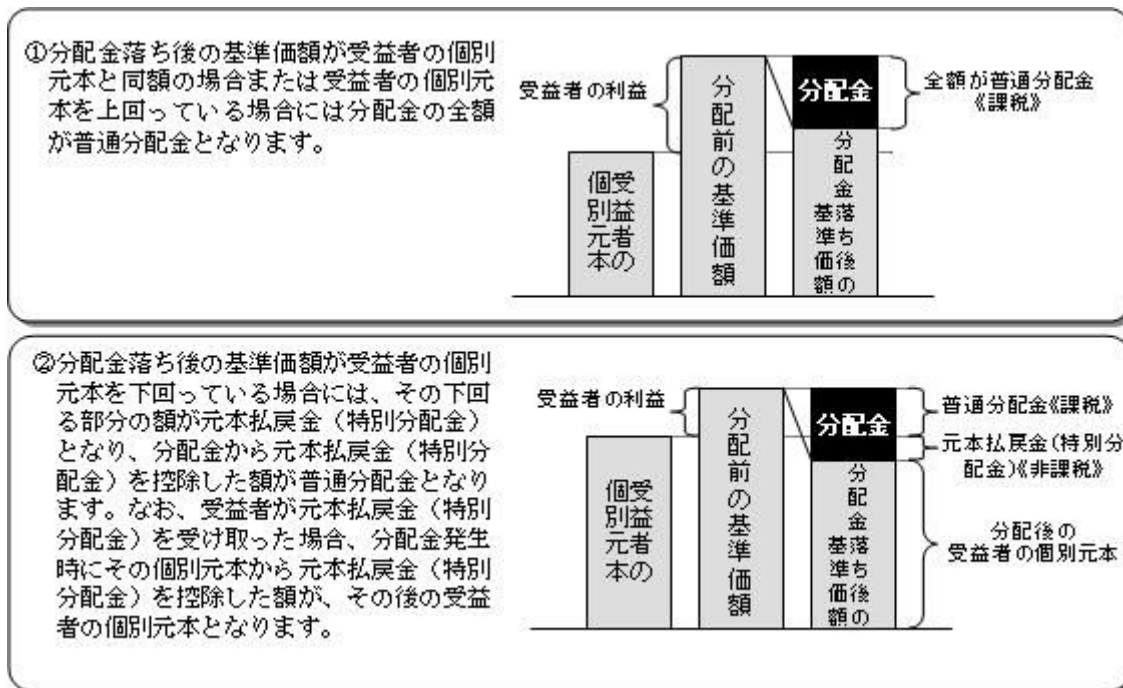 ①分配金落ち後の基準価額が受益者の個別
元本と同額の場合または受益者の個別元
本を上回っている場合には分配金の全額
が普通分配金となります。
受益者の利益
受益者の
個別元本
分配前の基準価額
分配金
分配金落ち後の
基準価額
全額が普通分配金
《課税》
②分配金落ち後の基準価額が受益者の個別
元本を下回っている場合には、その下回
る部分の額が元本払戻金（特別分配金）
となり、分配金から元本払戻金（特別分
配金）を控除した額が普通分配金となり
ます。なお、受益者が元本払戻金（特別
分配金）を受け取った場合、分配金発生
時にその個別元本から元本払戻金（特別
分配金）を控除した額が、その後の受益
者の個別元本となります。
受益者の利益
受益者の
個別元本
分配前の基準価額
分配金
分配金落ち後の
基準価額
普通分配金《課税》
元本払戻金(特別分
配金)《非課税》
分配後の
受益者の個別元本